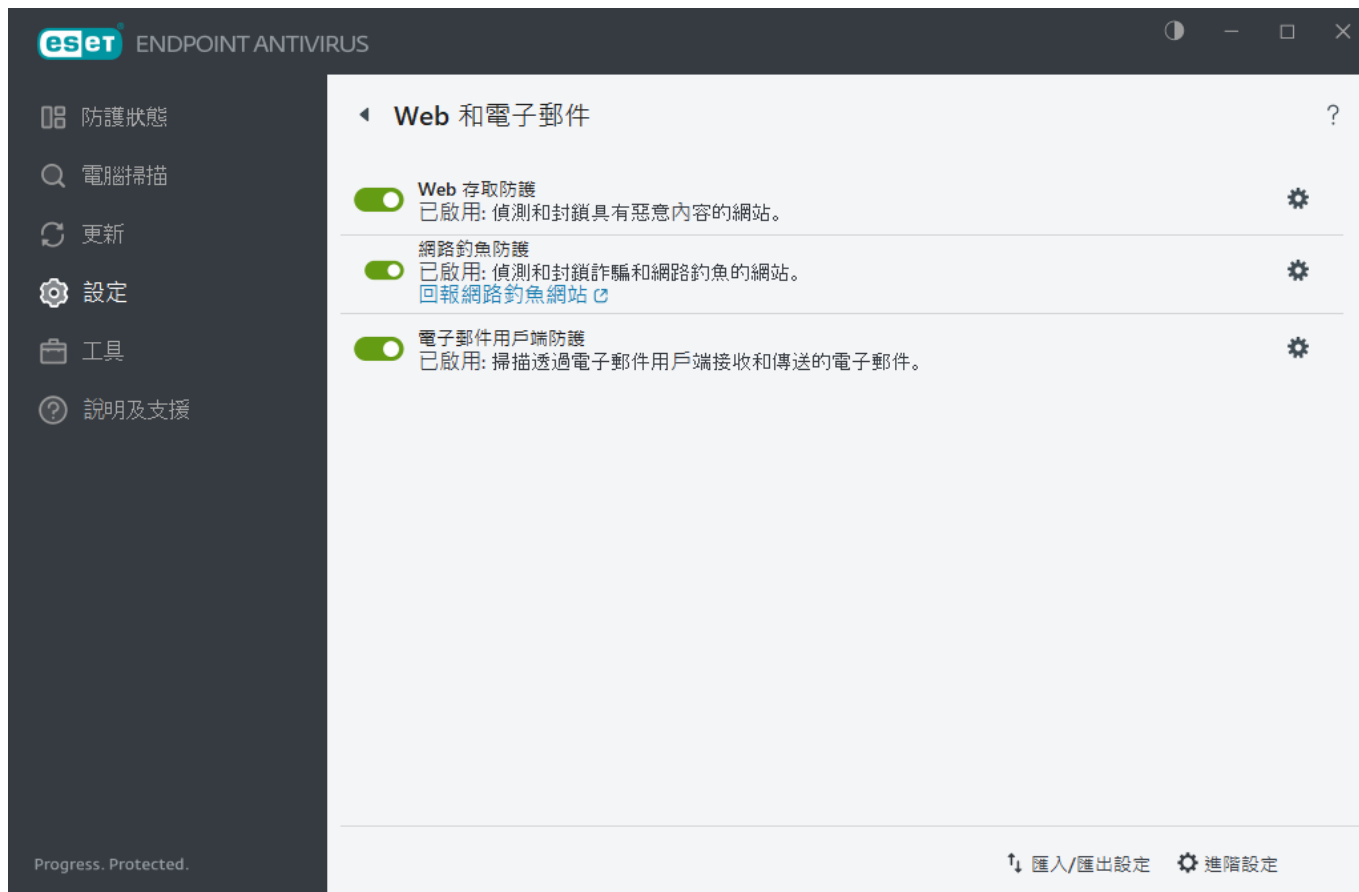 eset ENDPOINT ANTIVIRUS
防護狀態
電腦掃描
更新
設定
工具
說明及支援
Progress. Protected.
Web 和電子郵件
?
Web 存取防護
已啟用: 偵測和封鎖具有惡意內容的網站。
網路釣魚防護
已啟用: 偵測和封鎖詐騙和網路釣魚的網站。
回報網路釣魚網站
電子郵件用戶端防護
已啟用: 掃描透過電子郵件用戶端接收和傳送的電子郵件。
匯入/匯出設定 進階設定